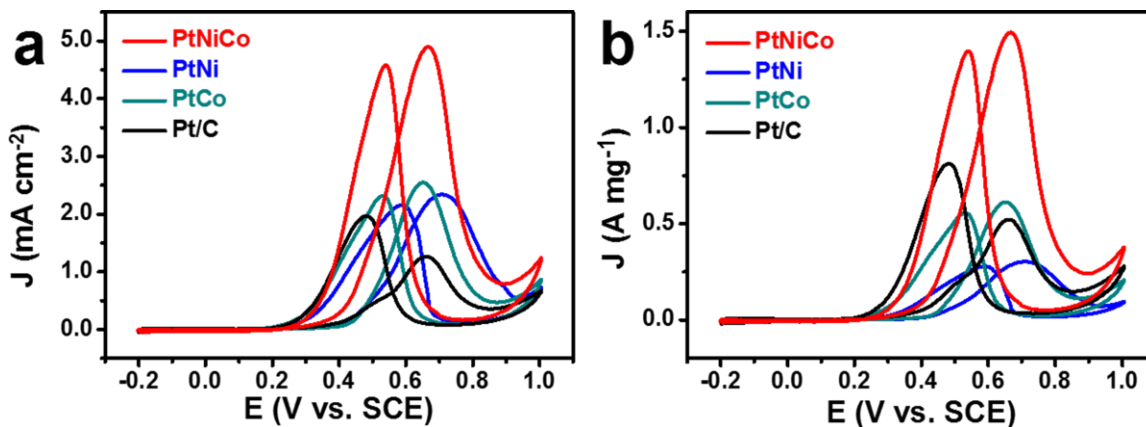 a
J (mA cm⁻²)
5.0
4.0
3.0
2.0
1.0
0.0
PtNiCo
PtNi
PtCo
Pt/C
-0.2 0.0 0.2 0.4 0.6 0.8 1.0
E (V vs. SCE)
b
J (A mg⁻¹)
1.5
1.0
0.5
0.0
PtNiCo
PtNi
PtCo
Pt/C
-0.2 0.0 0.2 0.4 0.6 0.8 1.0
E (V vs. SCE)